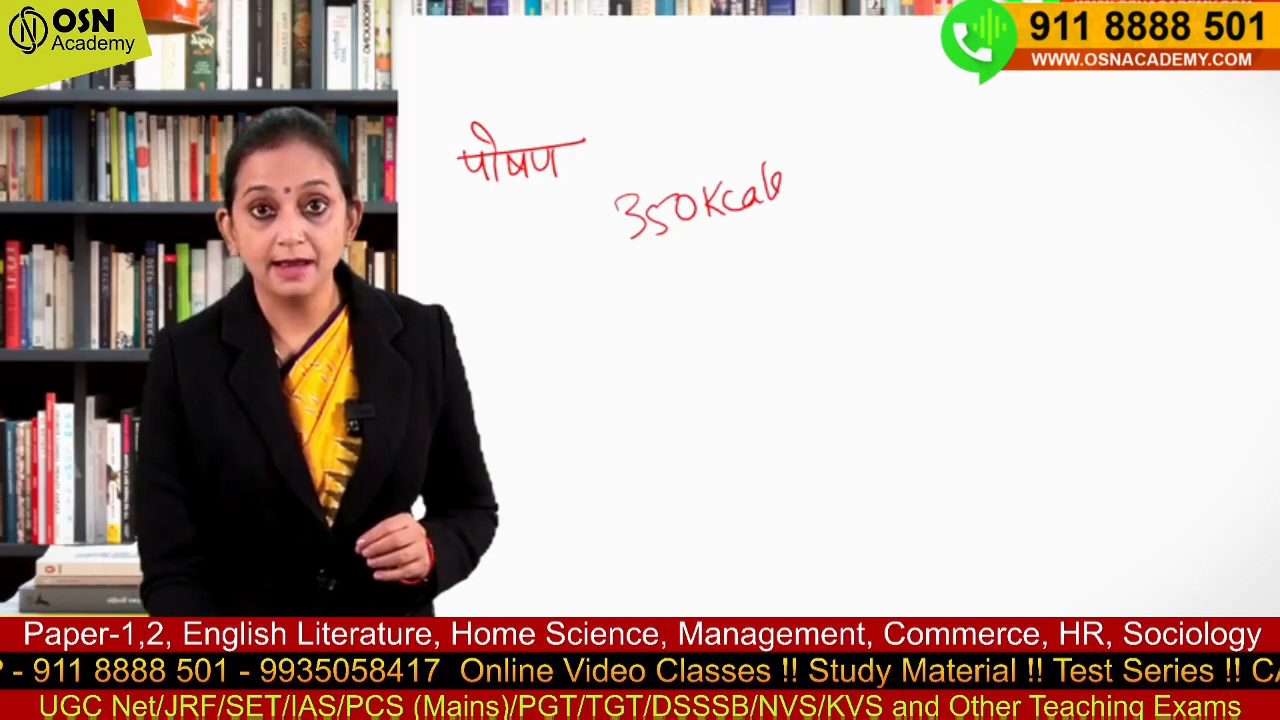 OSN
Academy
911 8888 501
WWW.OSNACADEMY.COM
पोषण
350Kcal
Paper-1,2, English Literature, Home Science, Management, Commerce, HR, Sociology
- 911 8888 501 - 9935058417 Online Video Classes !! Study Material !! Test Series !!
UGC Net/JRF/SET/IAS/PCS (Mains)/PGT/TGT/DSSSB/NVS/KVS and Other Teaching Exams